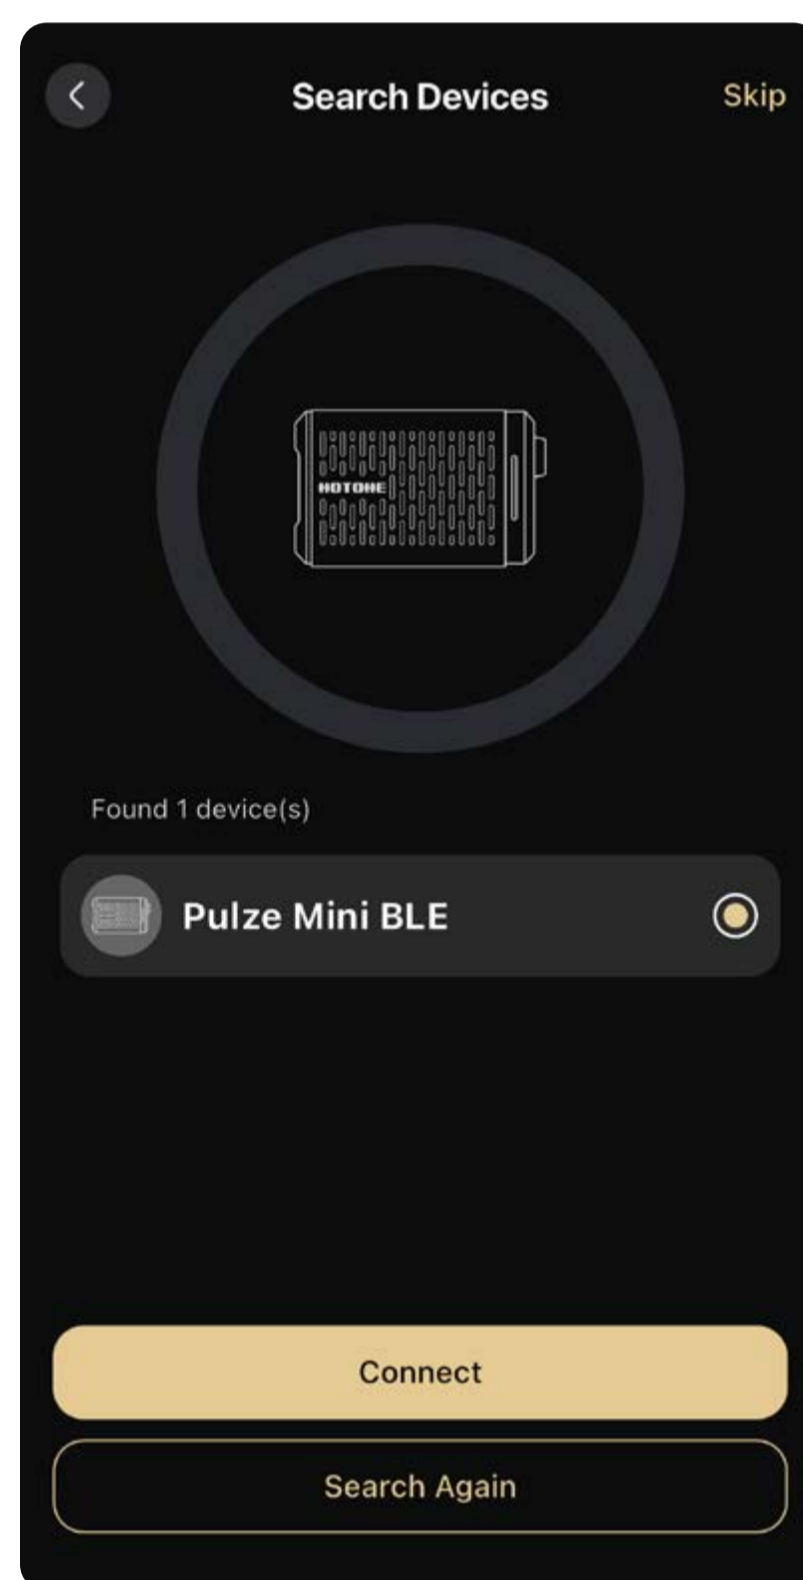 Search Devices
Skip
HOTONE
Found 1 device(s)
Pulze Mini BLE
Connect
Search Again